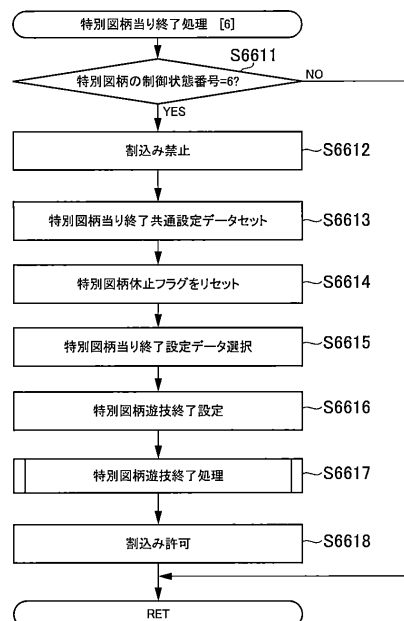 特別図柄当り終了処理 [6]
S6611
特別図柄の制御状態番号=6?
NO
YES
割込み禁止
S6612
特別図柄当り終了共通設定データセット
S6613
特別図柄休止フラグをリセット
S6614
特別図柄当り終了設定データ選択
S6615
特別図柄遊技終了設定
S6616
特別図柄遊技終了処理
S6617
割込み許可
S6618
RET